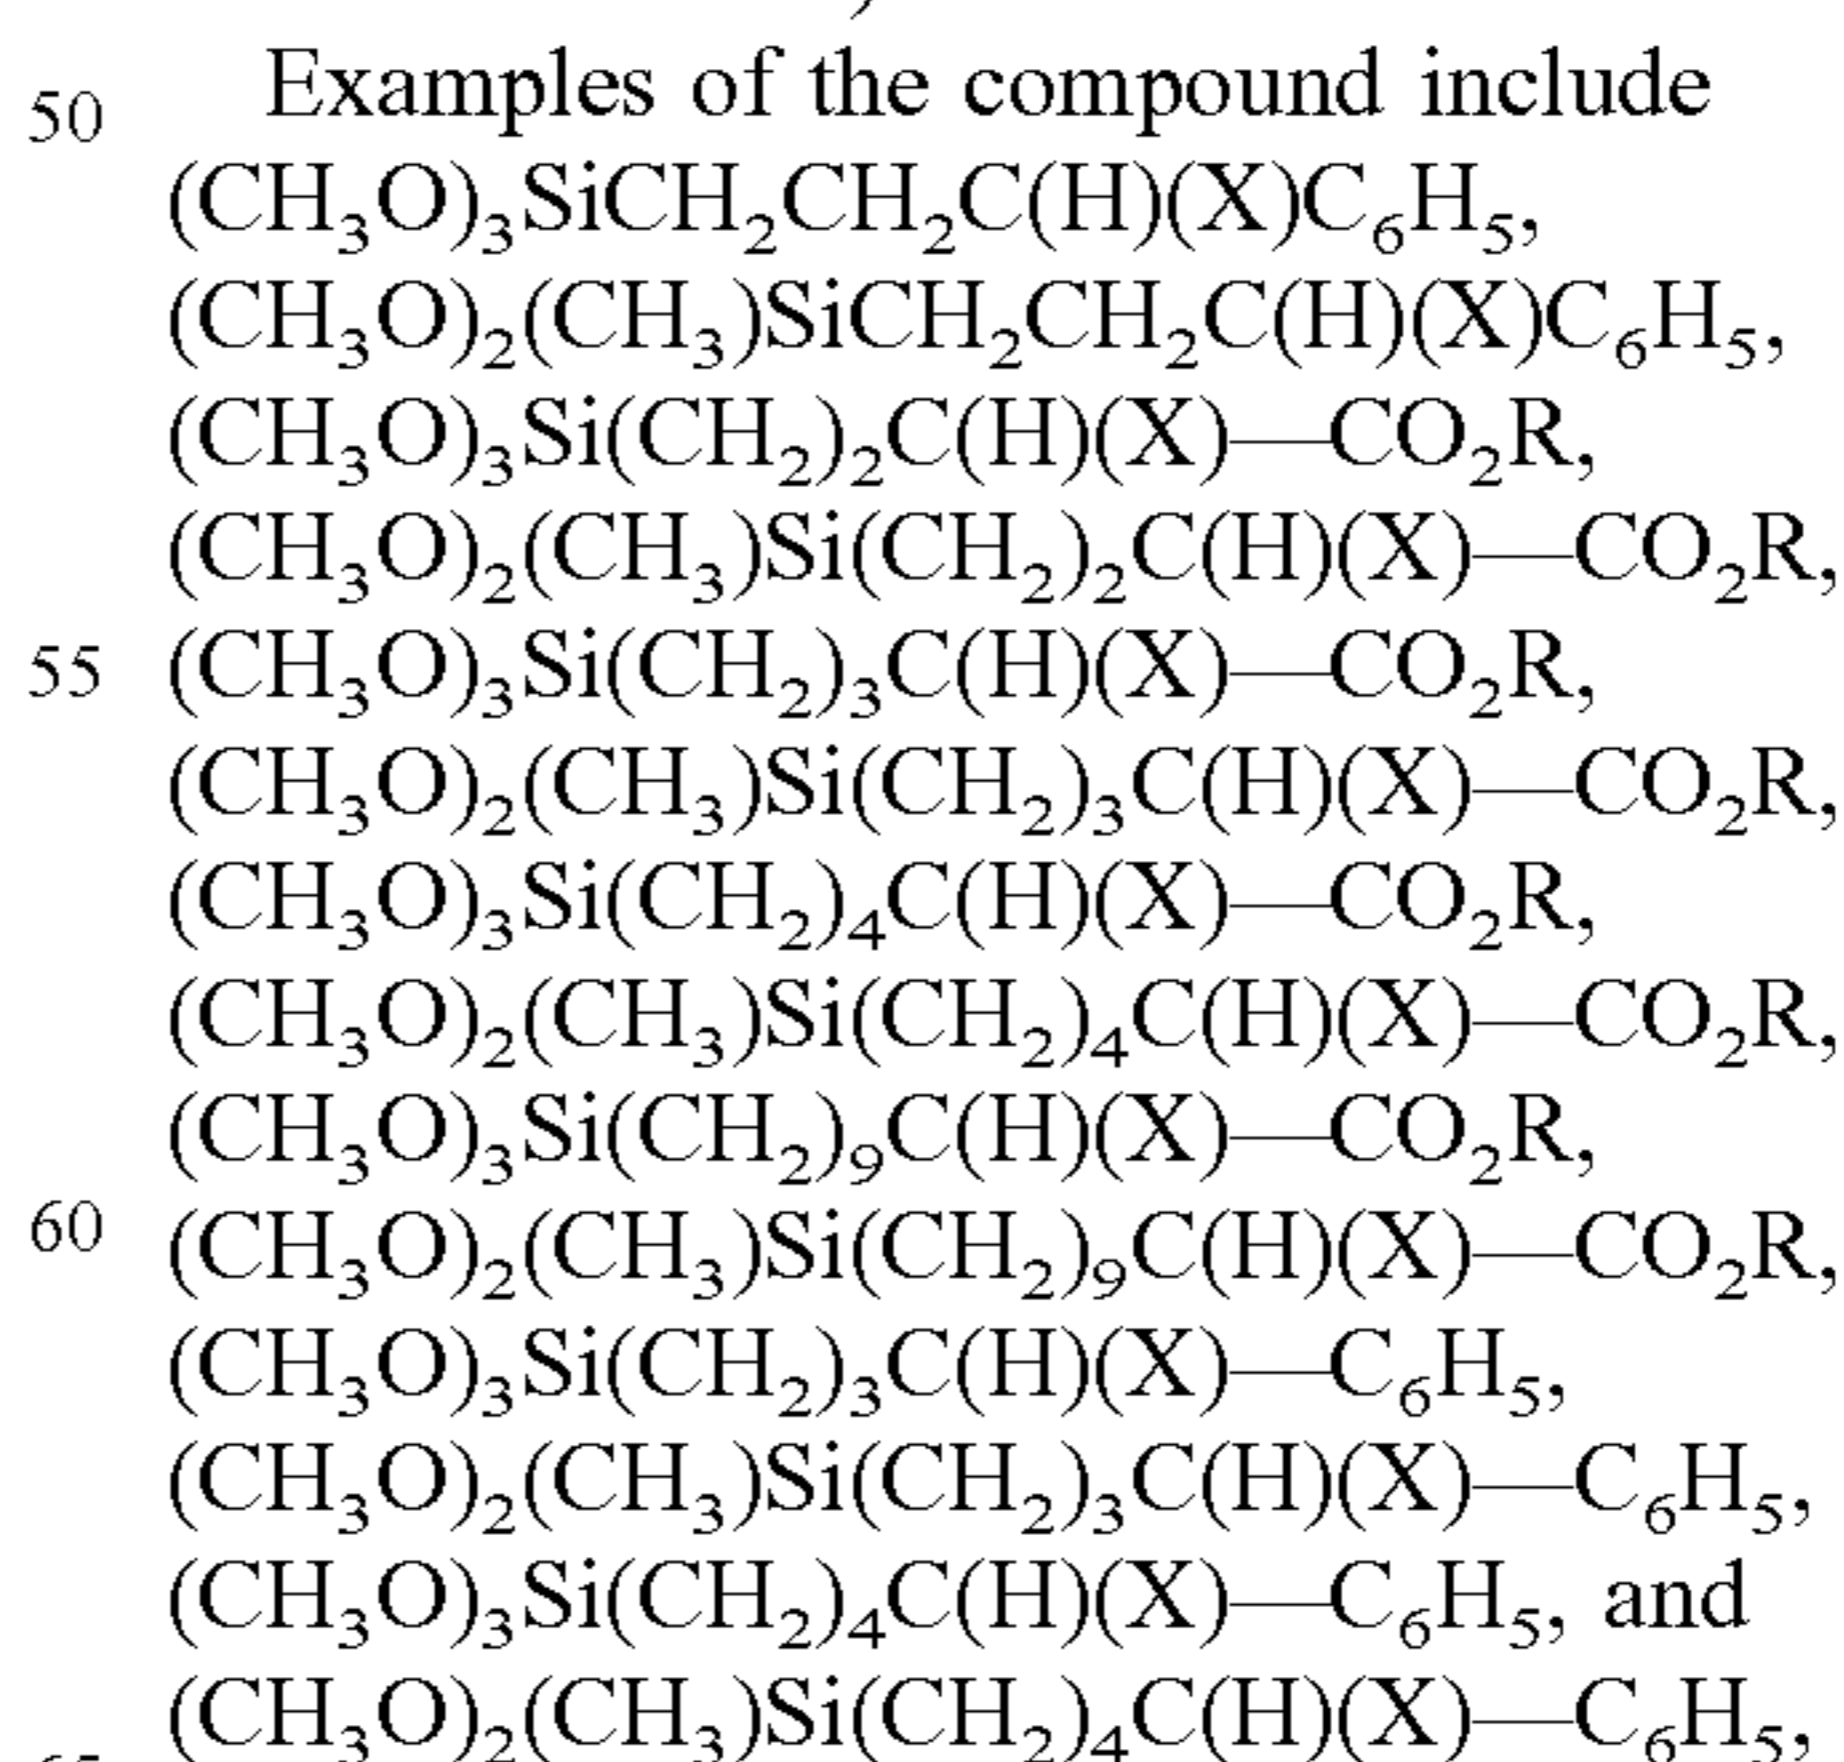 50 Examples of the compound include
(CH₃O)₃SiCH₂CH₂C(H)(X)C₆H₅,
(CH₃O)₂(CH₃)SiCH₂CH₂C(H)(X)C₆H₅,
(CH₃O)₃Si(CH₂)₂C(H)(X)—CO₂R,
(CH₃O)₂(CH₃)Si(CH₂)₂C(H)(X)—CO₂R,
55 (CH₃O)₃Si(CH₂)₃C(H)(X)—CO₂R,
(CH₃O)₂(CH₃)Si(CH₂)₃C(H)(X)—CO₂R,
(CH₃O)₃Si(CH₂)₄C(H)(X)—CO₂R,
(CH₃O)₂(CH₃)Si(CH₂)₄C(H)(X)—CO₂R,
(CH₃O)₃Si(CH₂)₉C(H)(X)—CO₂R,
60 (CH₃O)₂(CH₃)Si(CH₂)₉C(H)(X)—CO₂R,
(CH₃O)₃Si(CH₂)₃C(H)(X)—C₆H₅,
(CH₃O)₂(CH₃)Si(CH₂)₃C(H)(X)—C₆H₅,
(CH₃O)₃Si(CH₂)₄C(H)(X)—C₆H₅, and
(CH₃O)₂(CH₃)Si(CH₂)₄C(H)(X)—C₆H₅,